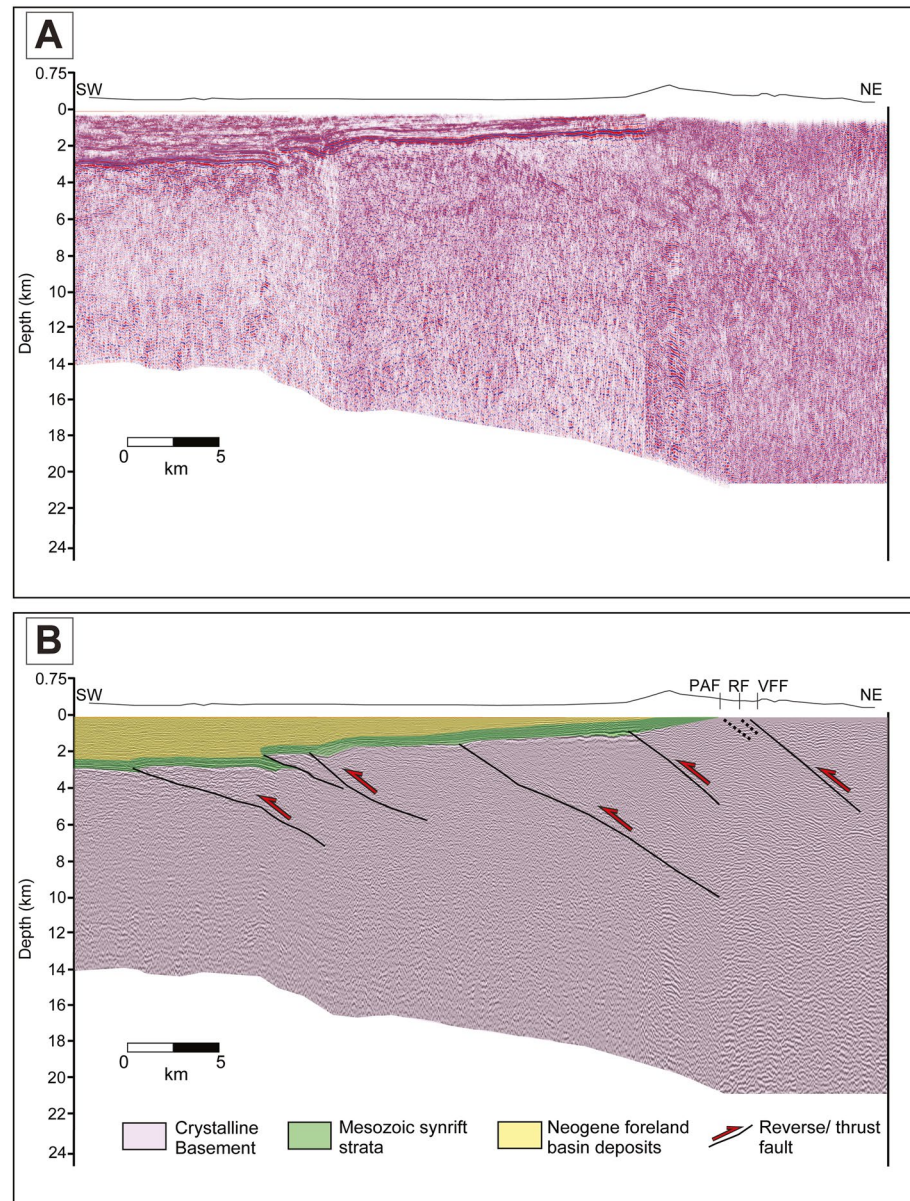 A
0.75
SW
NE
0
2
4
6
8
10
12
14
16
18
20
22
24
Depth (km)
0
5
km
B
0.75
SW
PAF
RF
VFF
NE
0
2
4
6
8
10
12
14
16
18
20
22
24
Depth (km)
0
5
km
Crystalline
Basement
Mesozoic synrift
strata
Neogene foreland
basin deposits
Reverse/ thrust
fault